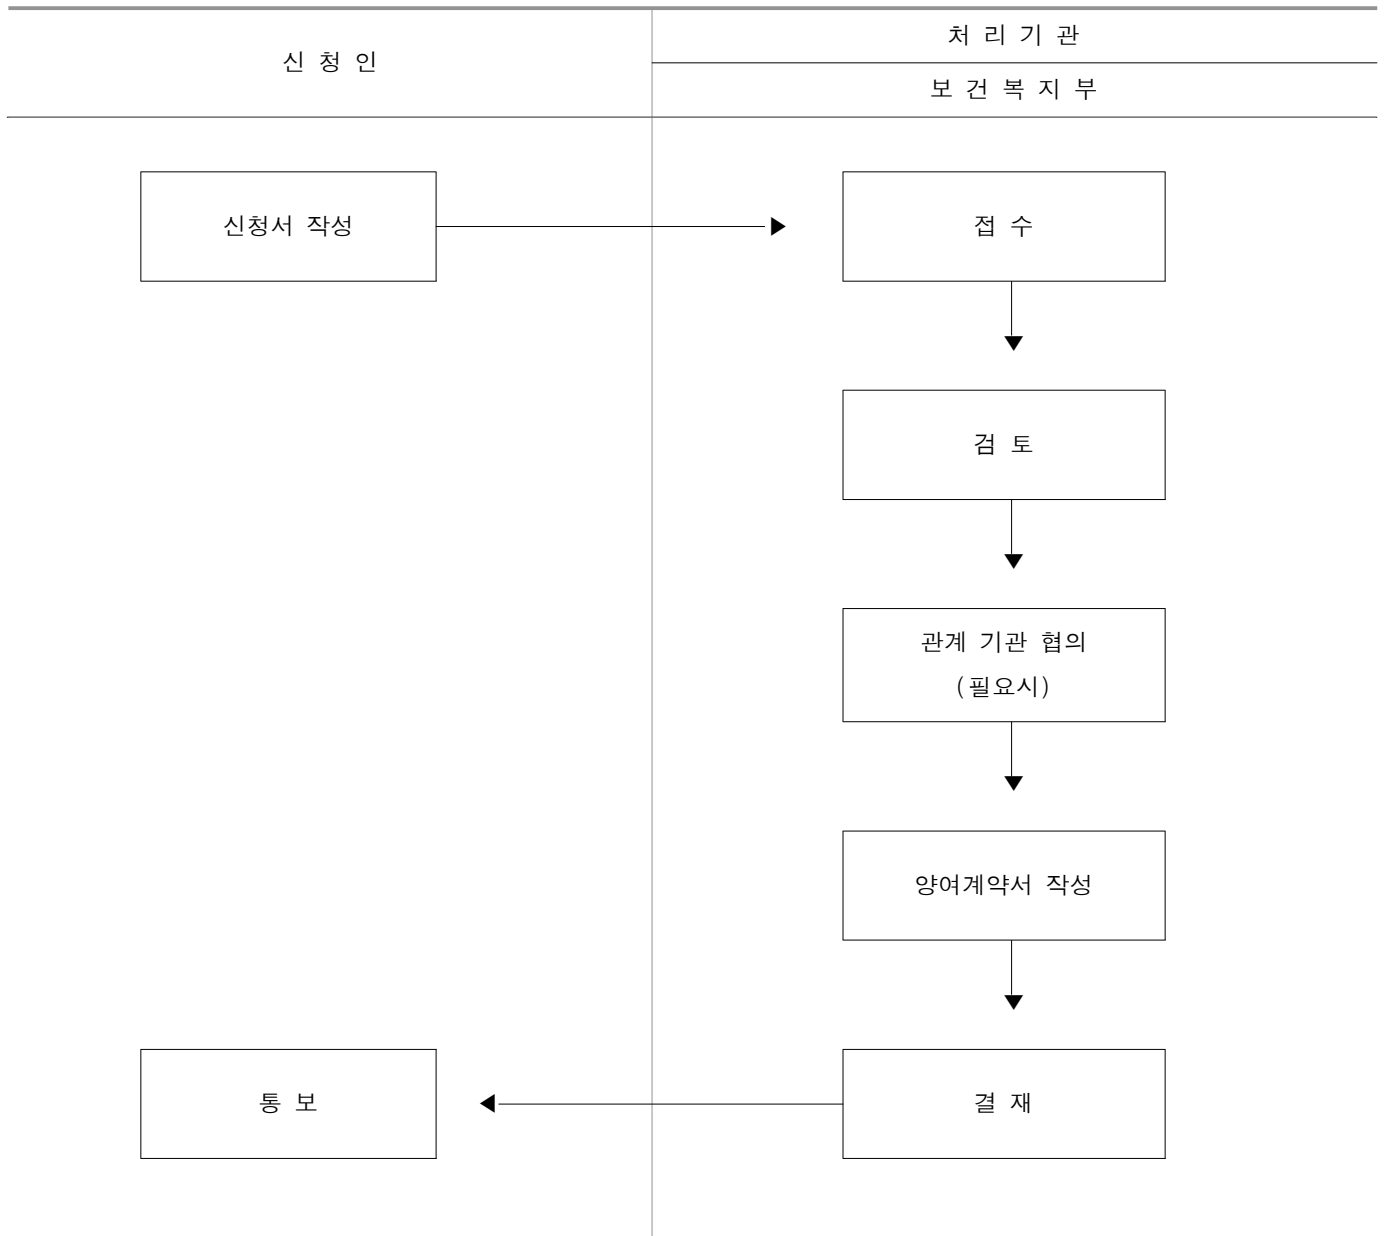 신 청 인
처 리 기 관
보 건 복 지 부
신청서 작성
접 수
검 토
관계 기관 협의
(필요시)
양여계약서 작성
통 보
결 재